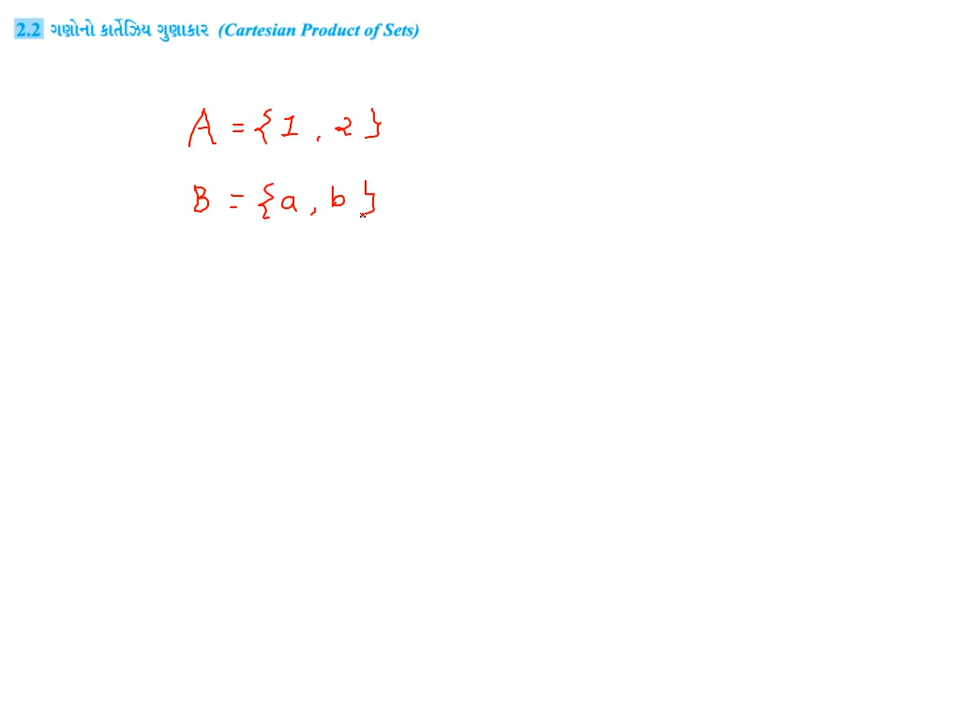 2.2 ગણોનો કાર્તેઝિય ગુણાકાર (Cartesian Product of Sets)
A = {1, 2}
B = {a, b}